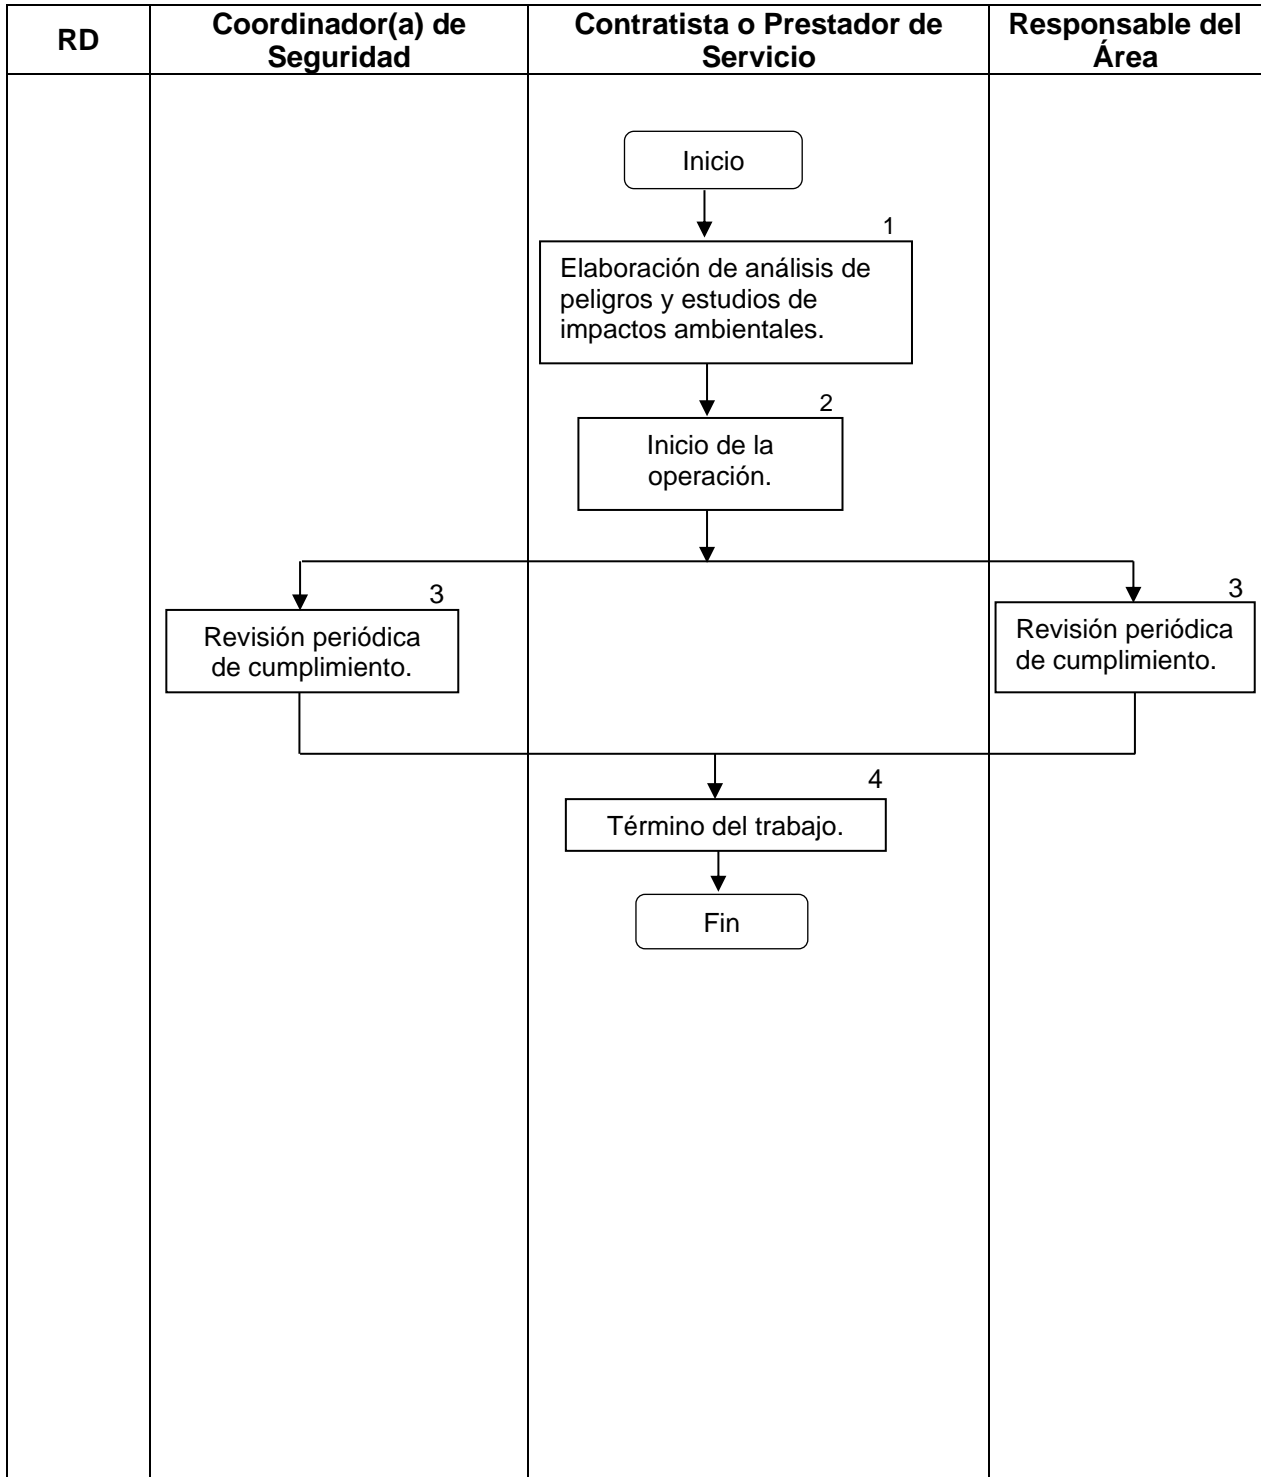 RD
Coordinador(a) de
Seguridad
Contratista o Prestador de
Servicio
Responsable del
Área
Inicio
1
Elaboración de análisis de
peligros y estudios de
impactos ambientales.
2
Inicio de la
operación.
3
Revisión periódica
de cumplimiento.
3
Revisión periódica
de cumplimiento.
4
Término del trabajo.
Fin